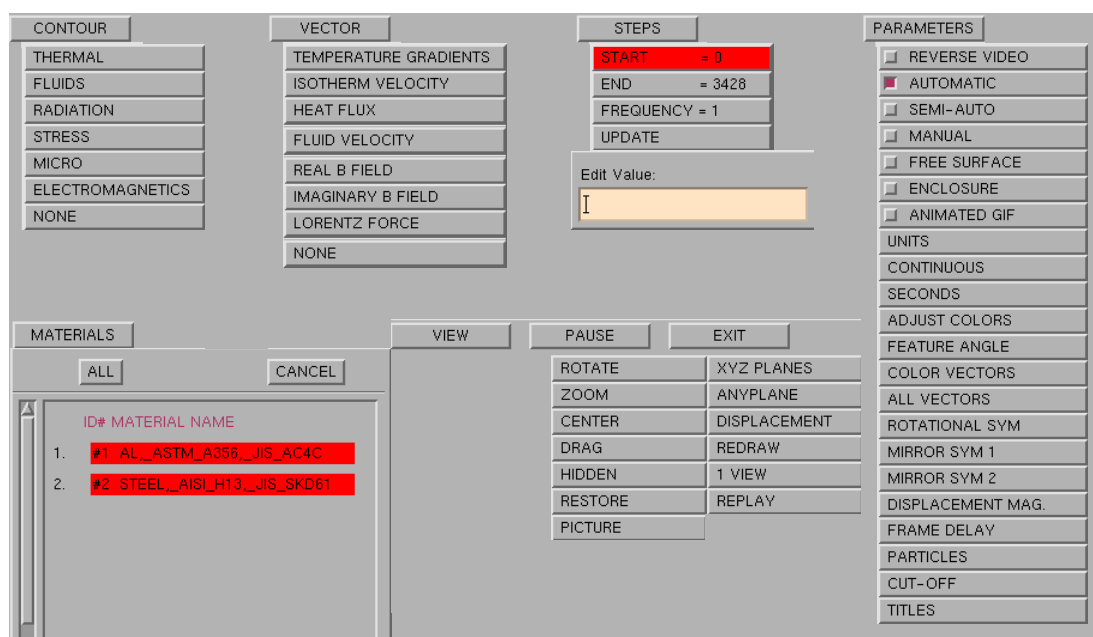 CONTOUR
THERMAL
FLUIDS
RADIATION
STRESS
MICRO
ELECTROMAGNETICS
NONE
VECTOR
TEMPERATURE GRADIENTS
ISOTHERM VELOCITY
HEAT FLUX
FLUID VELOCITY
REAL B FIELD
IMAGINARY B FIELD
LORENTZ FORCE
NONE
STEPS
START = 0
END = 3428
FREQUENCY = 1
UPDATE
Edit Value:
PARAMETERS
REVERSE VIDEO
AUTOMATIC
SEMI-AUTO
MANUAL
FREE SURFACE
ENCLOSURE
ANIMATED GIF
UNITS
CONTINUOUS
SECONDS
ADJUST COLORS
FEATURE ANGLE
COLOR VECTORS
ALL VECTORS
ROTATIONAL SYM
MIRROR SYM 1
MIRROR SYM 2
DISPLACEMENT MAG.
FRAME DELAY
PARTICLES
CUT-OFF
TITLES
MATERIALS
ALL CANCEL
ID# MATERIAL NAME
1. #1 AL,_ASTM_A356,_JIS_AC4C
2. #2 STEEL,_AISI_H13,_JIS_SKD61
VIEW PAUSE EXIT
ROTATE XYZ PLANES
ZOOM ANYPLANE
CENTER DISPLACEMENT
DRAG REDRAW
HIDDEN 1 VIEW
RESTORE REPLAY
PICTURE